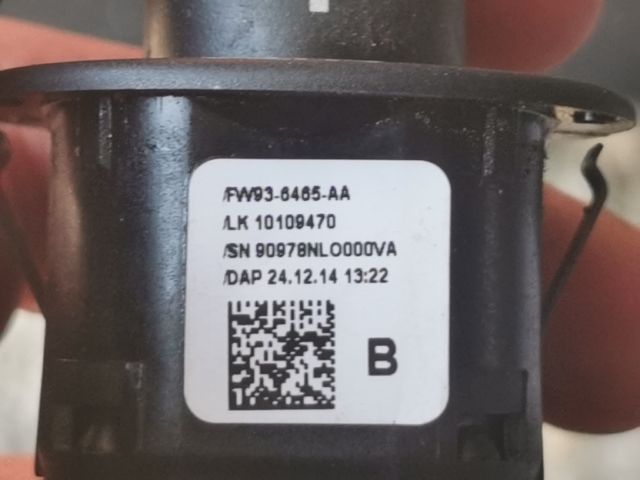 /FW93-6465-AA
/LK 10109470
/SN 90978NLO000VA
/DAP 24.12.14 13:22
B